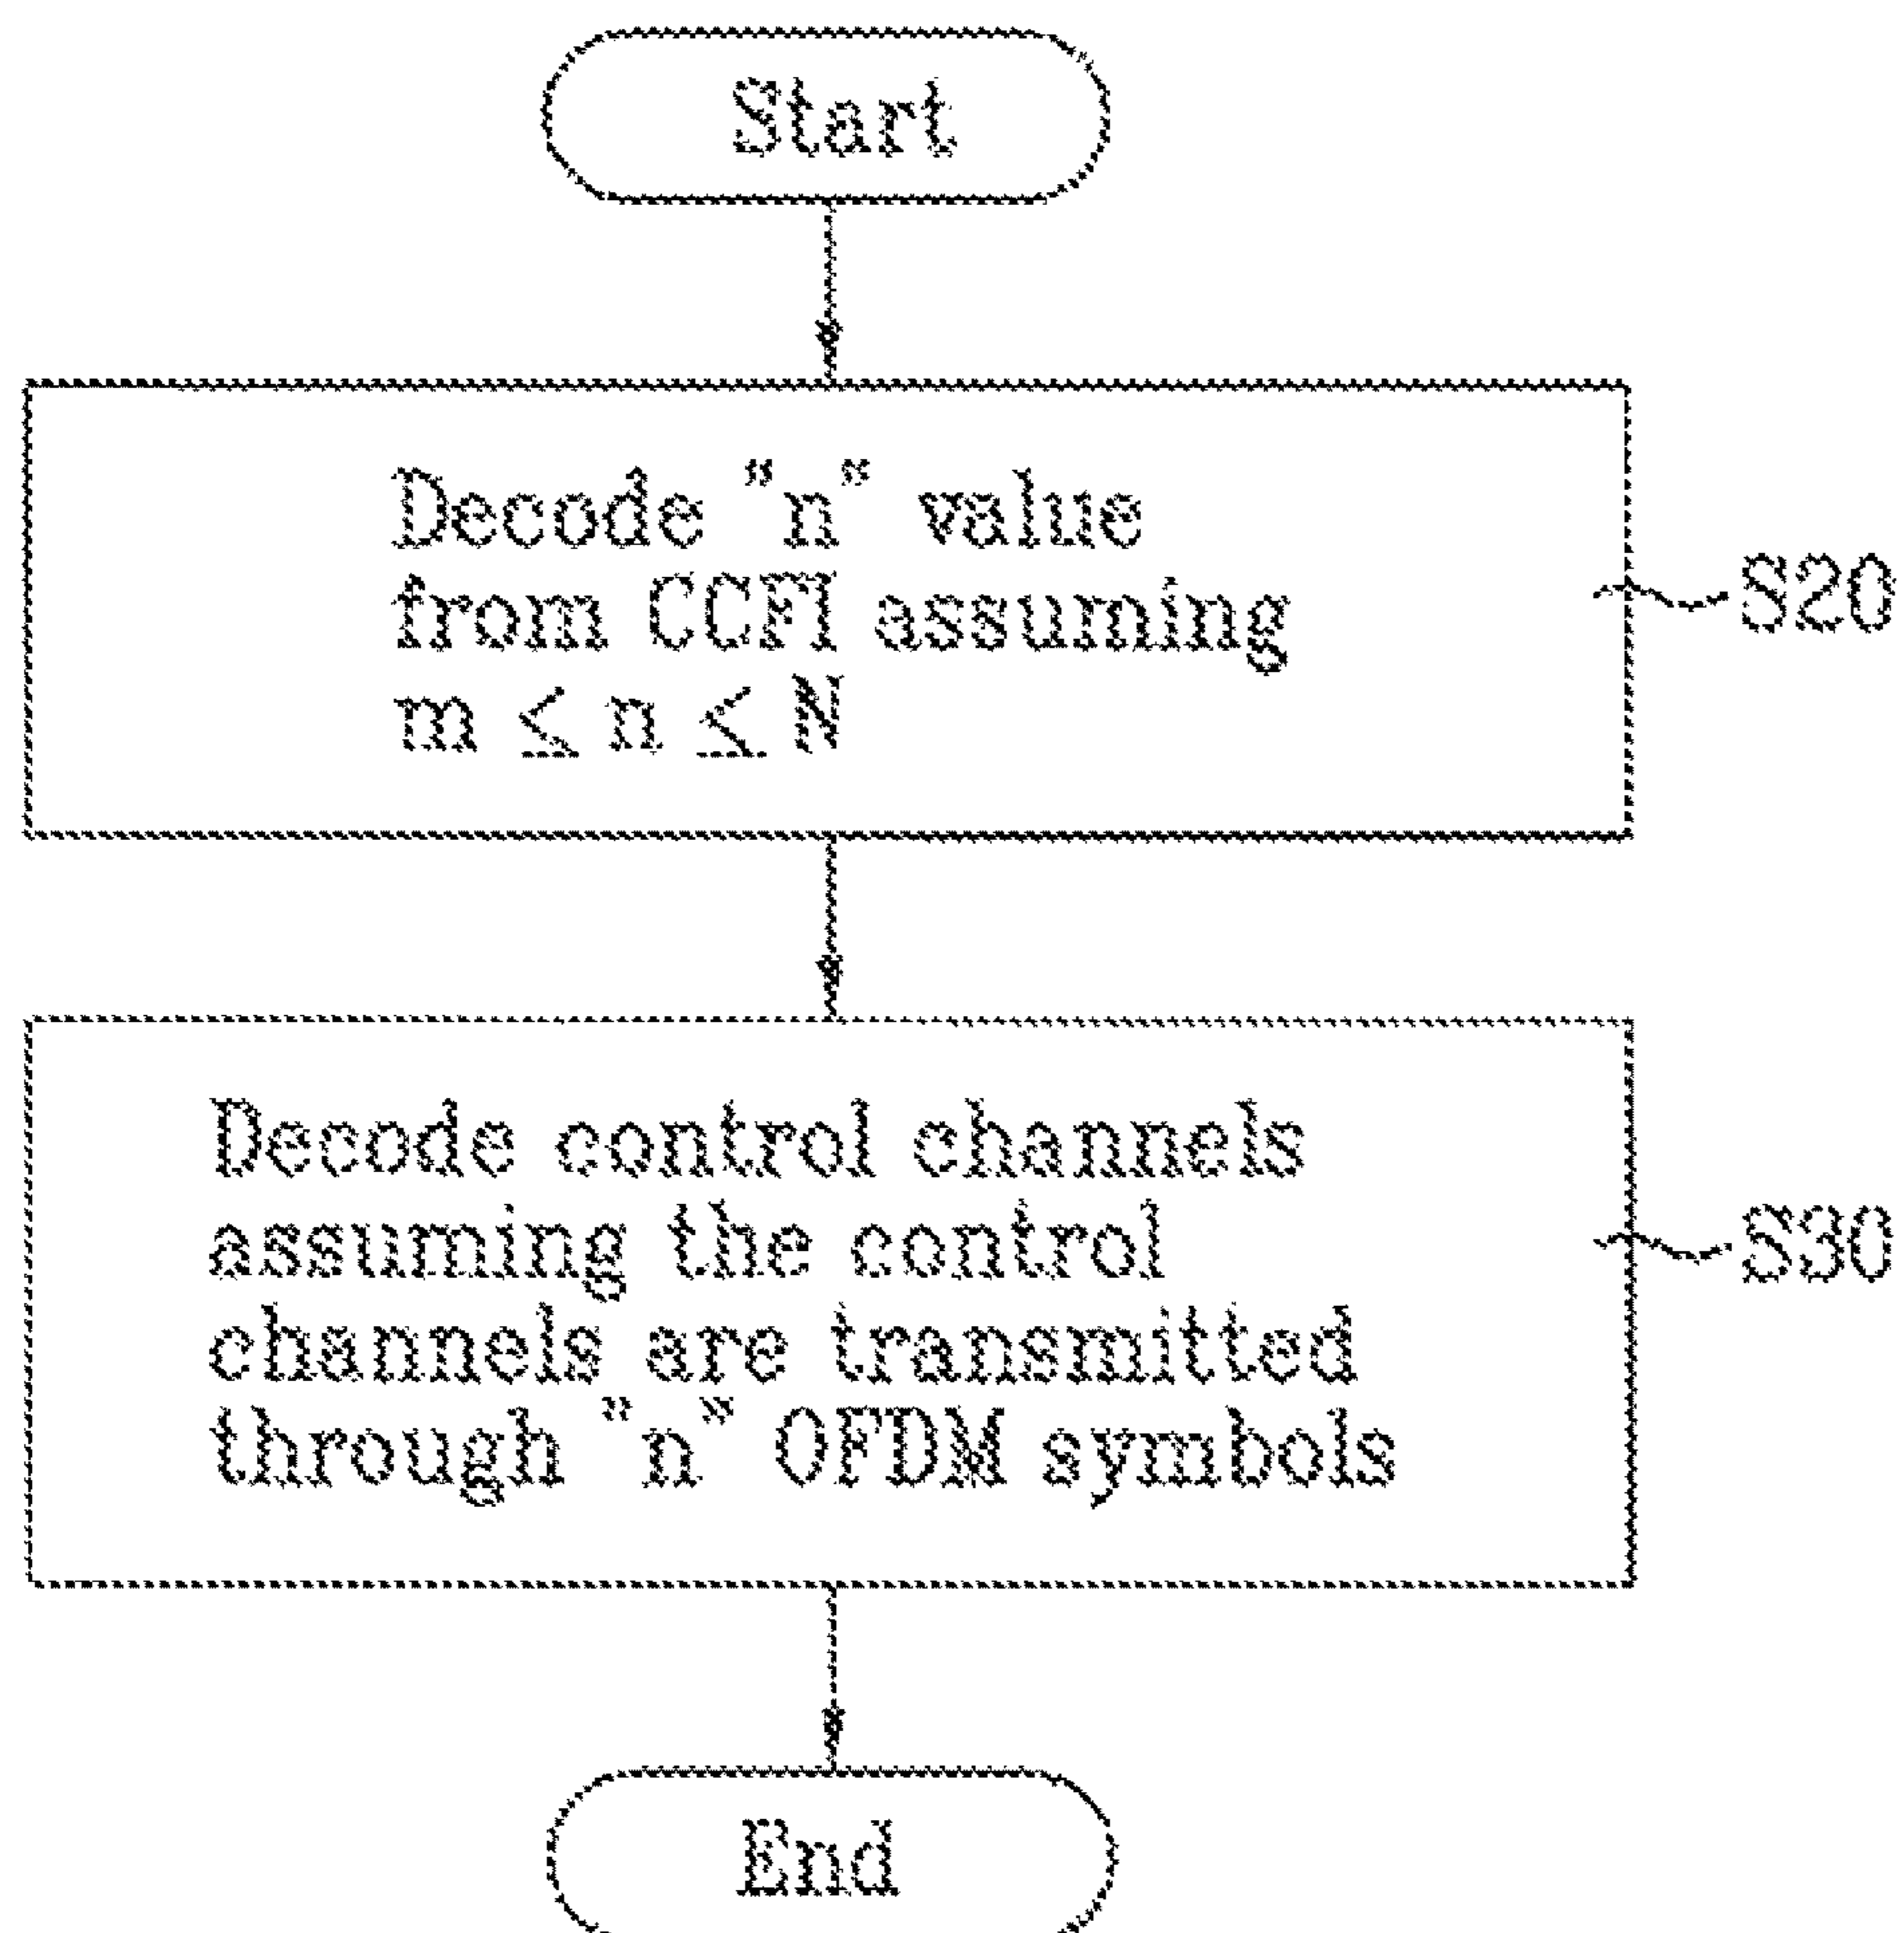 Start
Decode "n" value
from CCFI assuming
m ≤ n ≤ N
S20
Decode control channels
assuming the control
channels are transmitted
through "n" OFDM symbols
S30
End